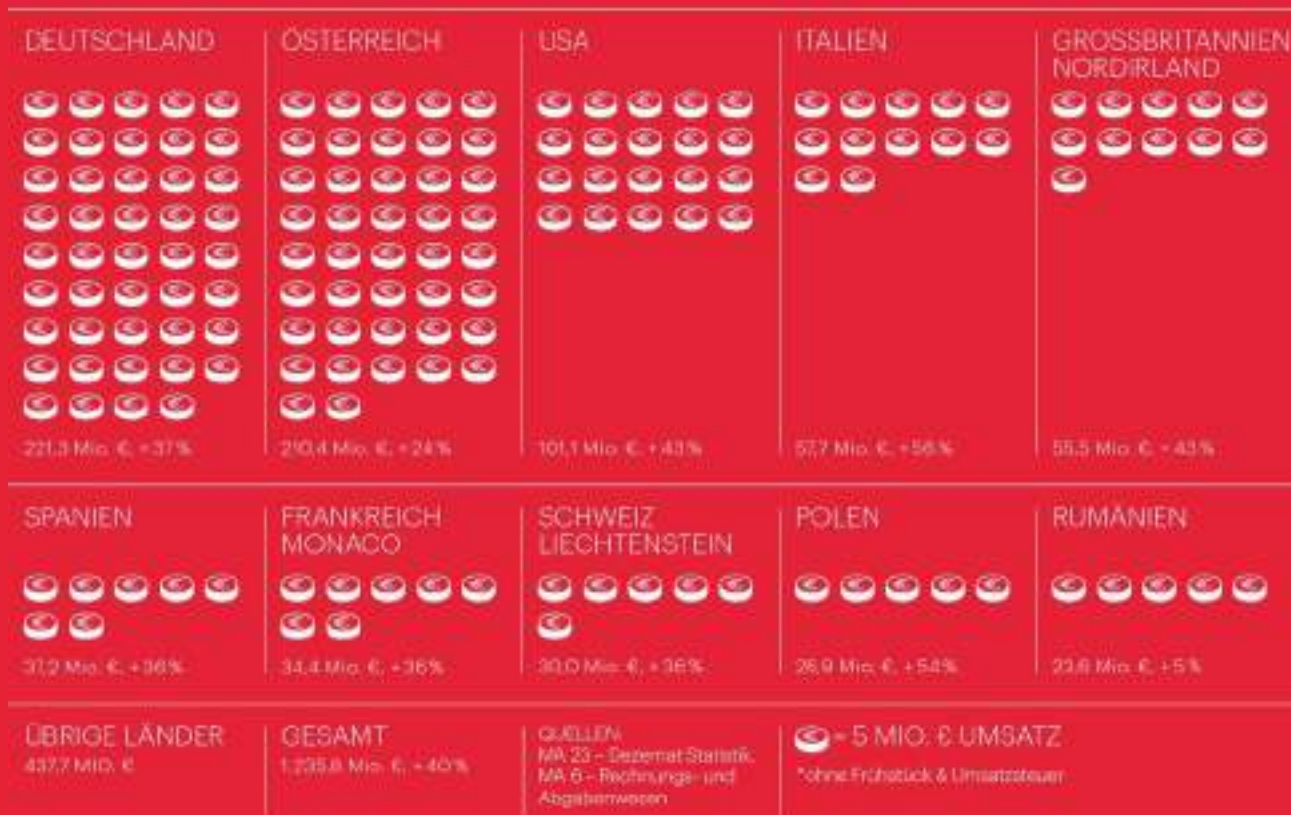 DEUTSCHLAND
221,3 Mio. €, +37%
ÖSTERREICH
210,4 Mio. €, +24%
USA
101,1 Mio. €, +43%
ITALIEN
57,7 Mio. €, +56%
GROSSBRITANNIEN
NORDIRLAND
55,5 Mio. €, +43%
SPANIEN
37,2 Mio. €, +36%
FRANKREICH
MONACO
34,4 Mio. €, +36%
SCHWEIZ
LIECHTENSTEIN
30,0 Mio. €, +36%
POLEN
Mio. €, +54%
RUMÄNIEN
23,6 Mio. €, +5%
ÜBRIGE LÄNDER
437,7 MIO. €
GESAMT
1.235,8 Mio. €, +40%
QUELLEN:
MA 23 – Dezernat Statistik,
MA 6 – Rechnungs- und
Abgabenwesen
= 5 MIO. € UMSATZ
*ohne Frühstück & Umsatzsteuer